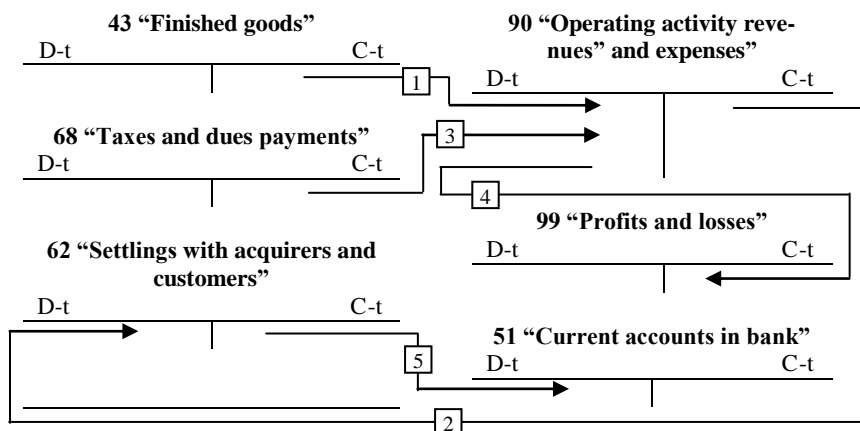 43 “Finished goods”
D-t C-t
1
90 “Operating activity reve-
nues” and expenses”
D-t C-t
68 “Taxes and dues payments”
D-t C-t
3
4
99 “Profits and losses”
D-t C-t
62 “Settlings with acquirers and
customers”
D-t C-t
5
51 “Current accounts in bank”
D-t C-t
2